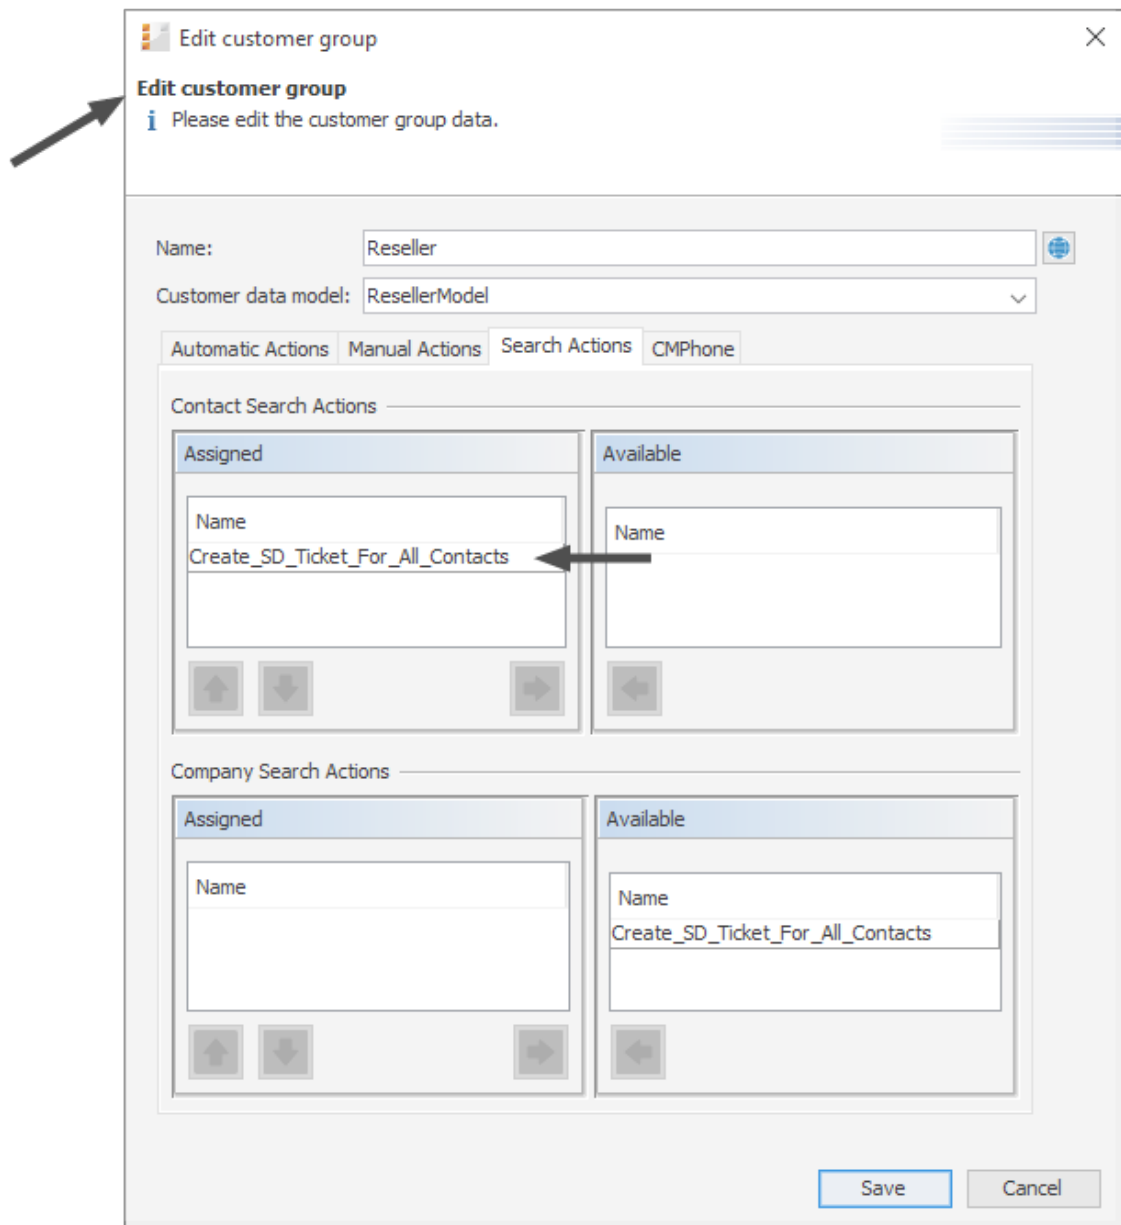 Edit customer group
Edit customer group
i Please edit the customer group data.
Name: Reseller
Customer data model: ResellerModel
Automatic Actions Manual Actions Search Actions CMPhone
Contact Search Actions
Assigned Available
Name Name
Create_SD_Ticket_For_All_Contacts
Company Search Actions
Assigned Available
Name Name
Create_SD_Ticket_For_All_Contacts
Save Cancel